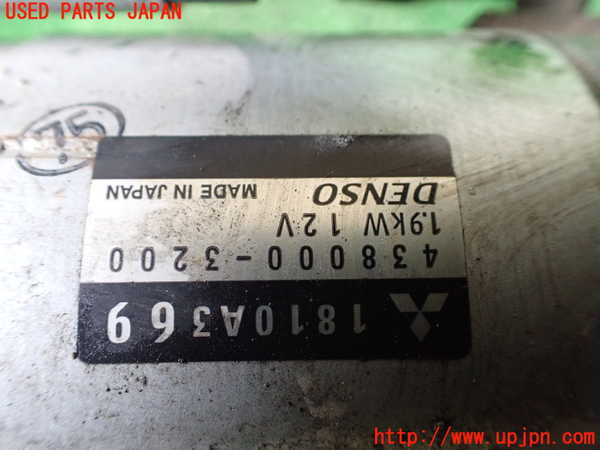 USED PARTS JAPAN
75
1810A369
438000-3200
1.9kW 12V
DENSO
MADE IN JAPAN
http://www.upjpn.com/